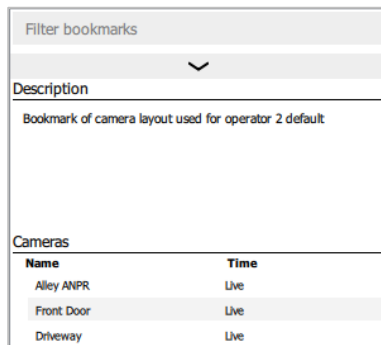 Filter bookmarks
Description
Bookmark of camera layout used for operator 2 default
Cameras
Name Time
Alley ANPR Live
Front Door Live
Driveway Live